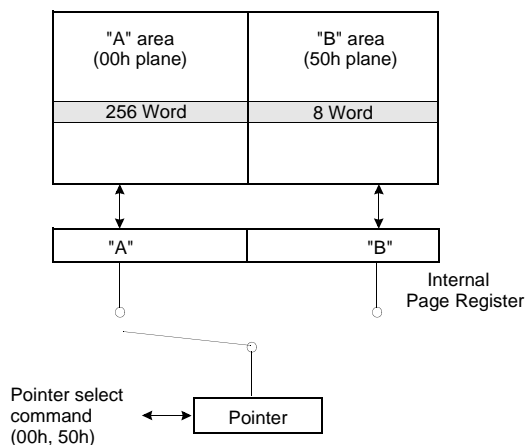 "A" area
(00h plane)
"B" area
(50h plane)
256 Word
8 Word
"A"
"B"
Internal
Page Register
Pointer select
command
(00h, 50h)
Pointer